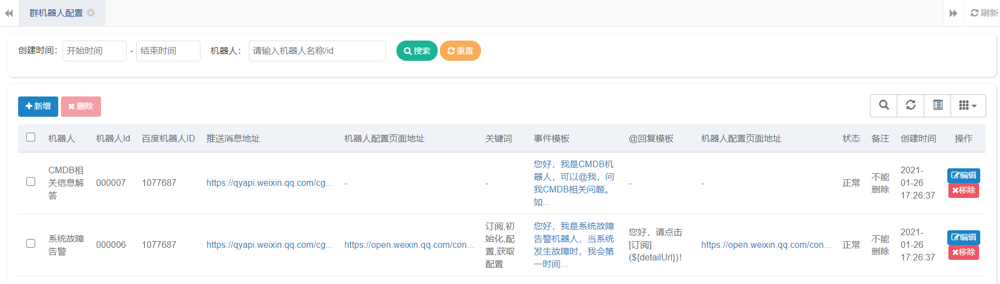 群机器人配置
刷新
创建时间： 开始时间 - 结束时间 机器人： 请输入机器人名称/id 搜索 重置
新增 删除
机器人 机器人Id 百度机器人ID 推送消息地址 机器人配置页面地址 关键词 事件模板 @回复模板 机器人配置页面地址 状态 备注 创建时间 操作
CMDB相
关信息解
答
000007
1077687
https://qyapi.weixin.qq.com/cg...
-
-
您好，我是CMDB机
器人，可以@我，问
我CMDB相关问题。
如...
-
-
正常
不能
删除
2021-
01-26
17:26:37
编辑
移除
系统故障
告警
000006
1077687
https://qyapi.weixin.qq.com/cg...
https://open.weixin.qq.com/con...
订阅,初
始化,配
置,获取
配置
您好，我是系统故障
告警机器人，当系统
发生故障时，我会第
一时间...
您好，请点击
[订阅]
(${detailUrl})!
https://open.weixin.qq.com/con...
正常
不能
删除
2021-
01-26
17:26:37
编辑
移除